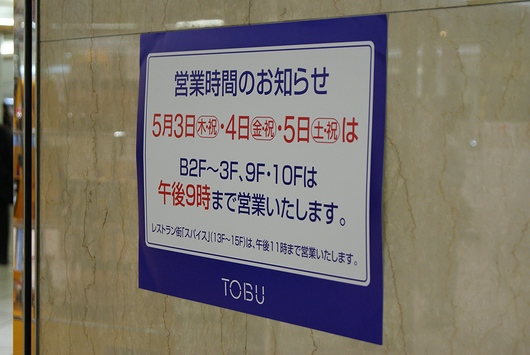 営業時間のお知らせ
5月3日(木・祝)・4日(金・祝)・5日(土・祝)は
B2F～3F、9F・10Fは
午後9時まで営業いたします。
レストラン街「スパイス」(13F～15F)は、午後11時まで営業いたします。
TOBU